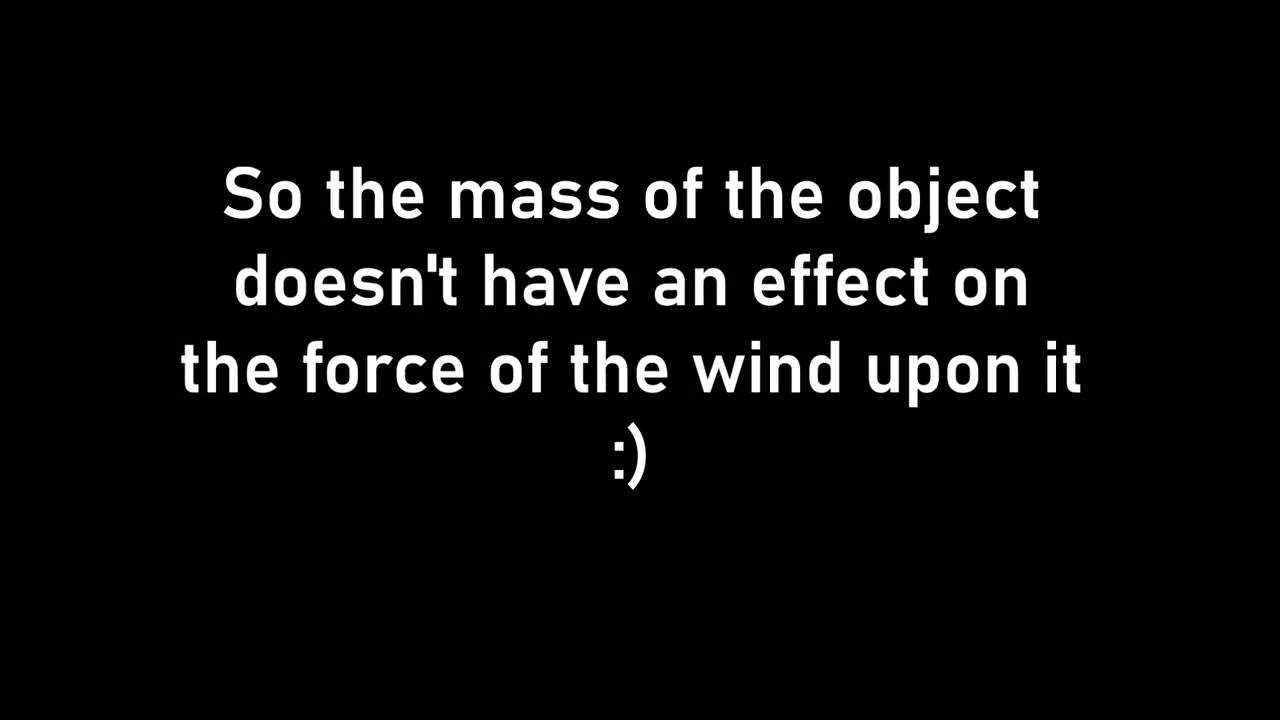 So the mass of the object
doesn't have an effect on
the force of the wind upon it
:)